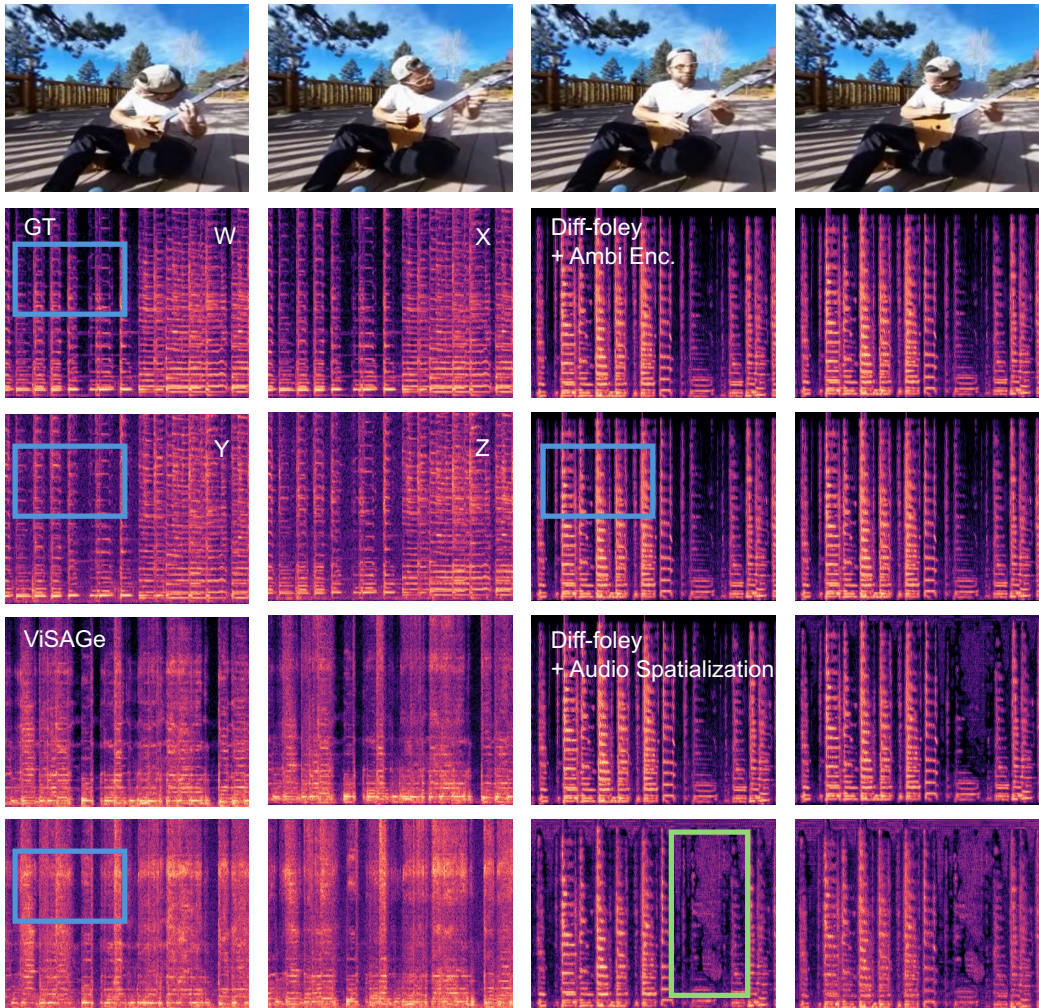 GT
W
X
Diff-foley
+ Ambi Enc.
Y
Z
ViSAGe
Diff-foley
+ Audio Spatialization